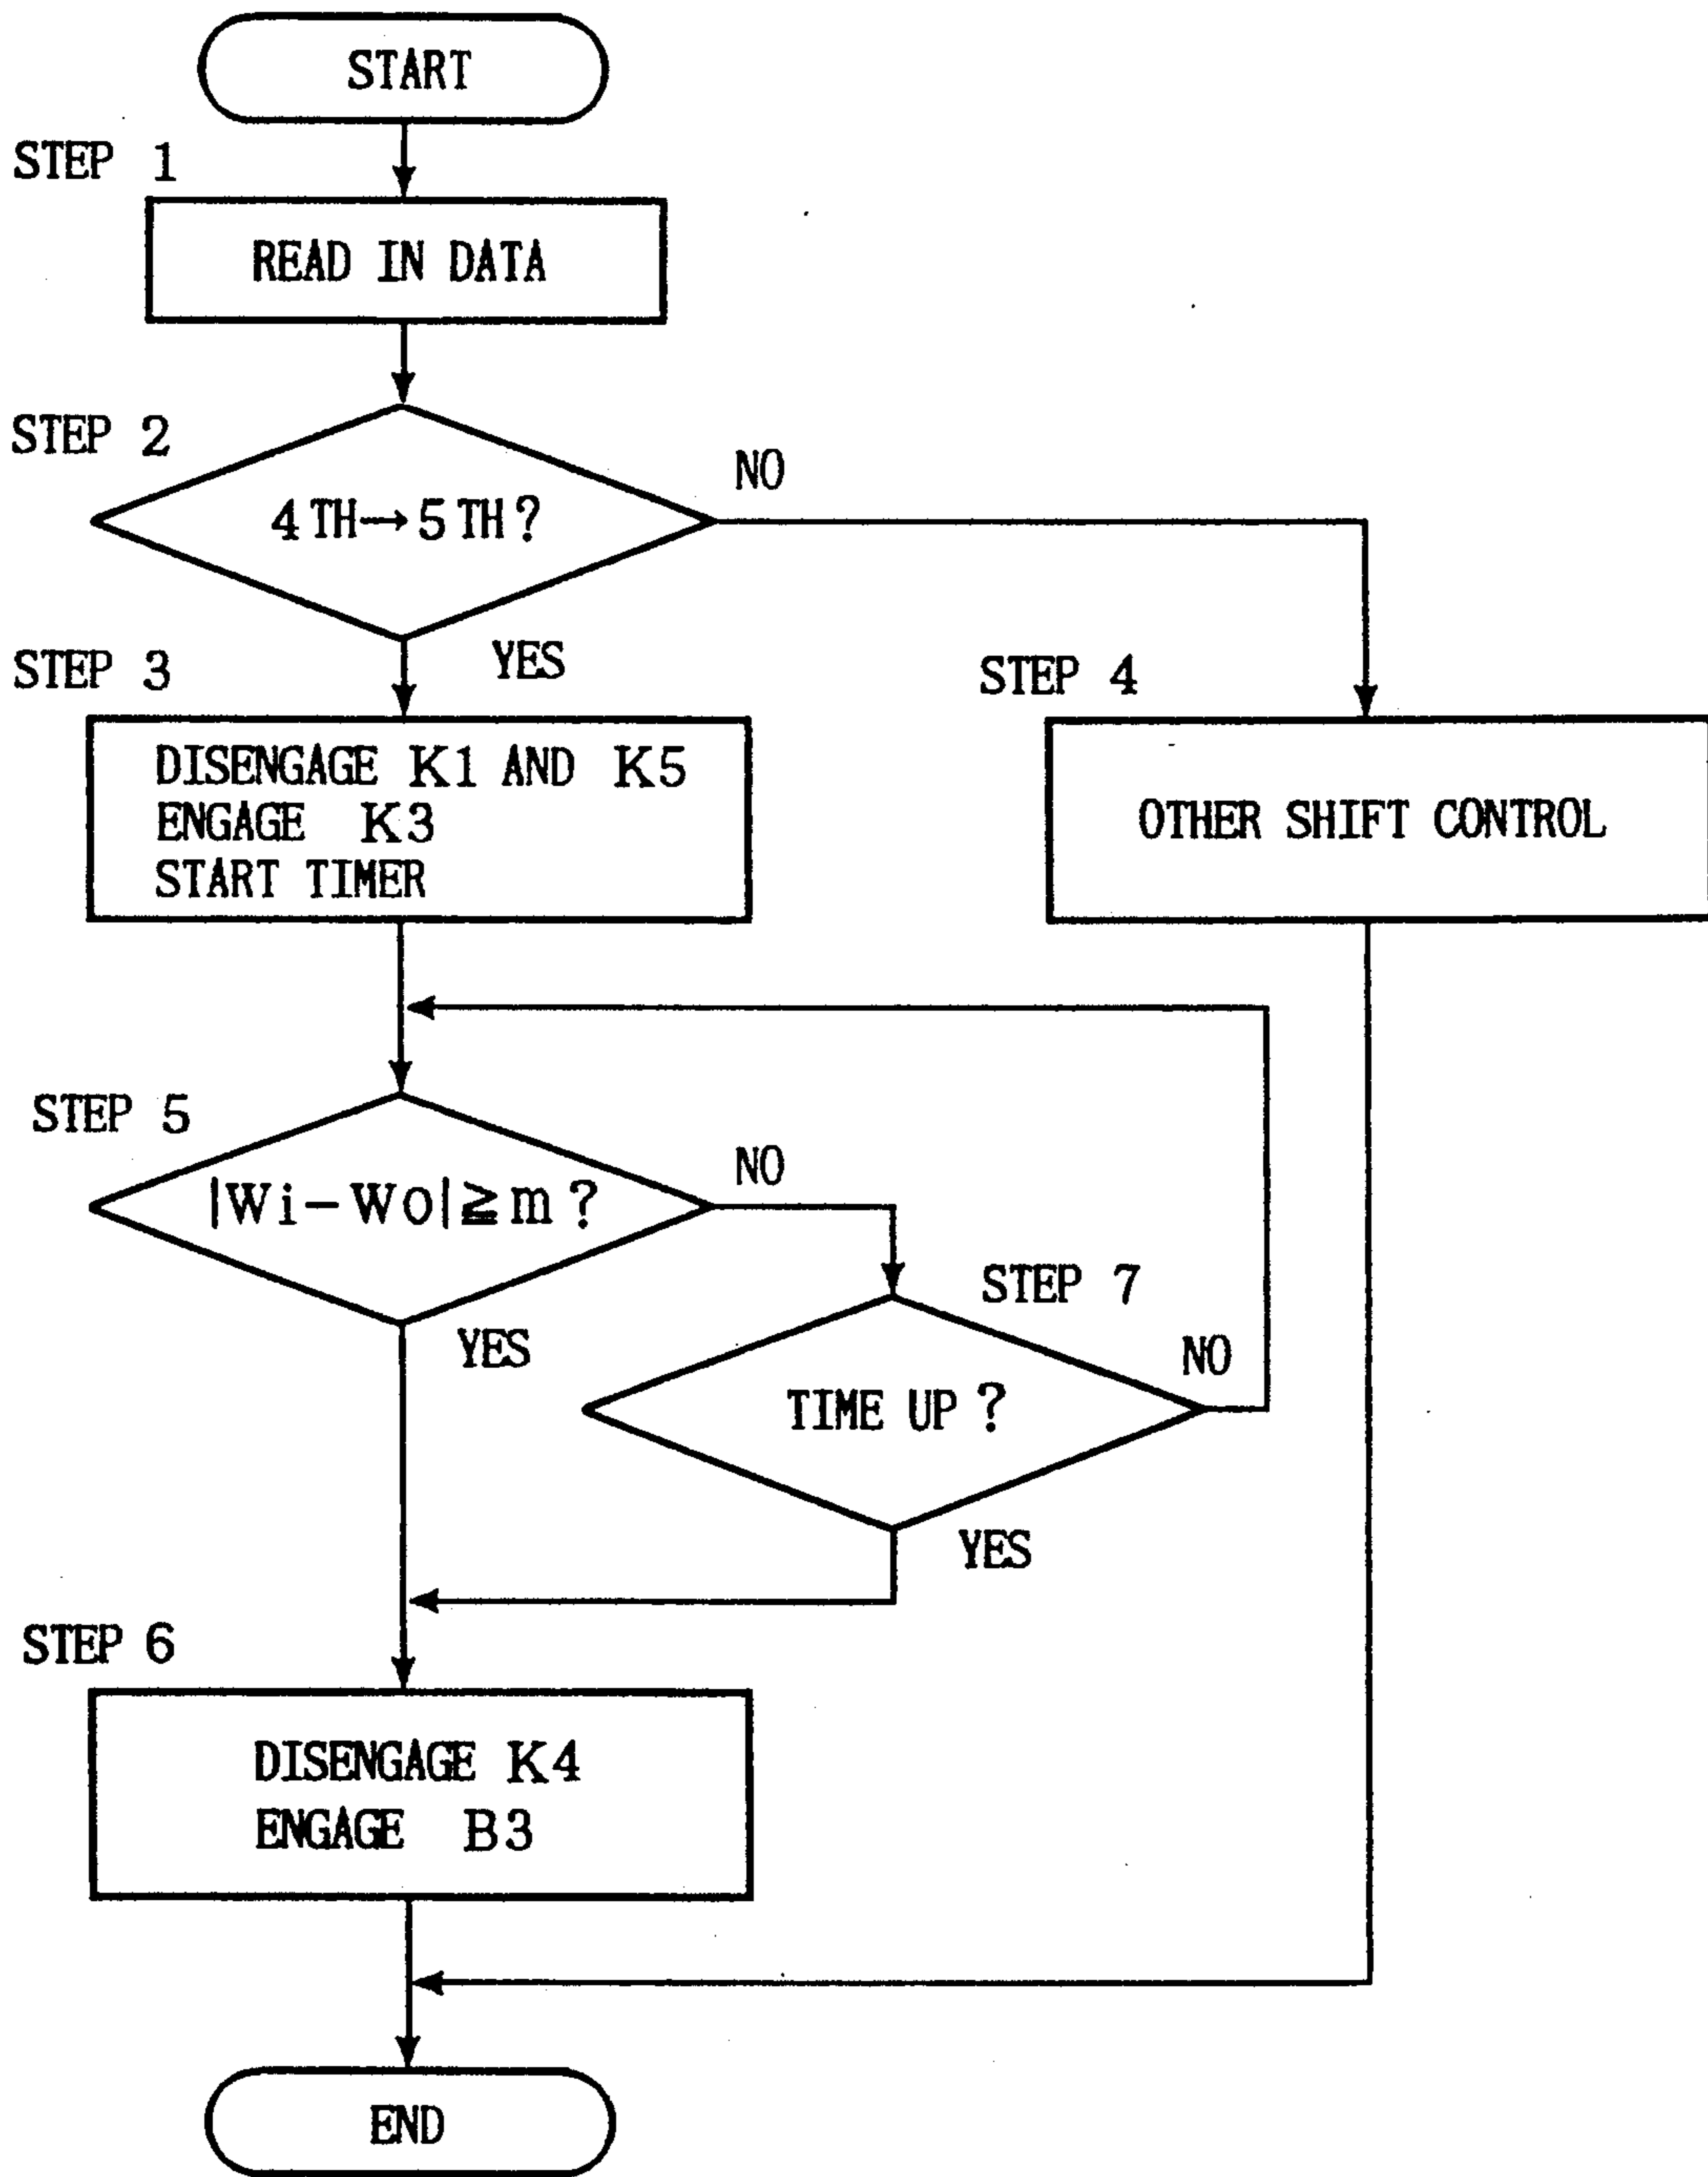 START
STEP 1
READ IN DATA
STEP 2
4TH→5TH?
NO
YES
STEP 3
DISENGAGE K1 AND K5
ENGAGE K3
START TIMER
STEP 4
OTHER SHIFT CONTROL
STEP 5
|Wi-Wo|≧m?
NO
YES
STEP 7
TIME UP?
NO
YES
STEP 6
DISENGAGE K4
ENGAGE B3
END